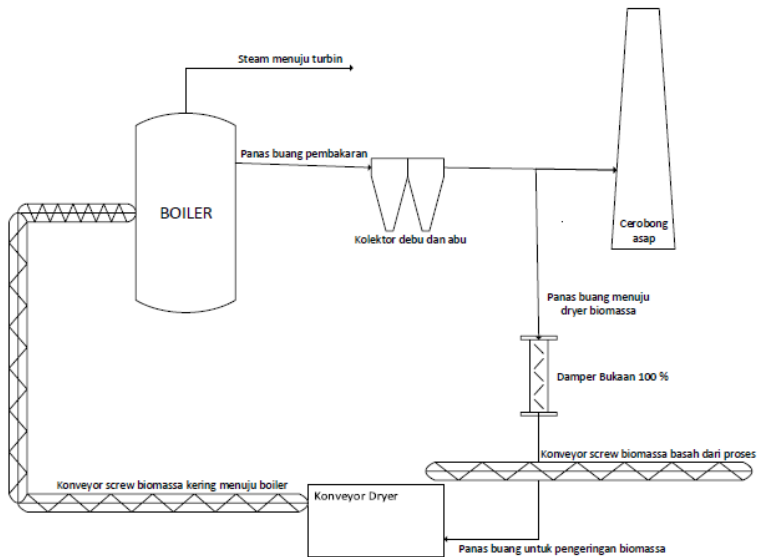 Steam menuju turbin
Panas buang pembakaran
BOILER
Kolektor debu dan abu
Cerobong
asap
Panas buang menuju
dryer biomassa
Damper Bukaan 100 %
Konveyor screw biomassa basah dari proses
Konveyor screw biomassa kering menuju boiler
Konveyor Dryer
Panas buang untuk pengeringan biomassa